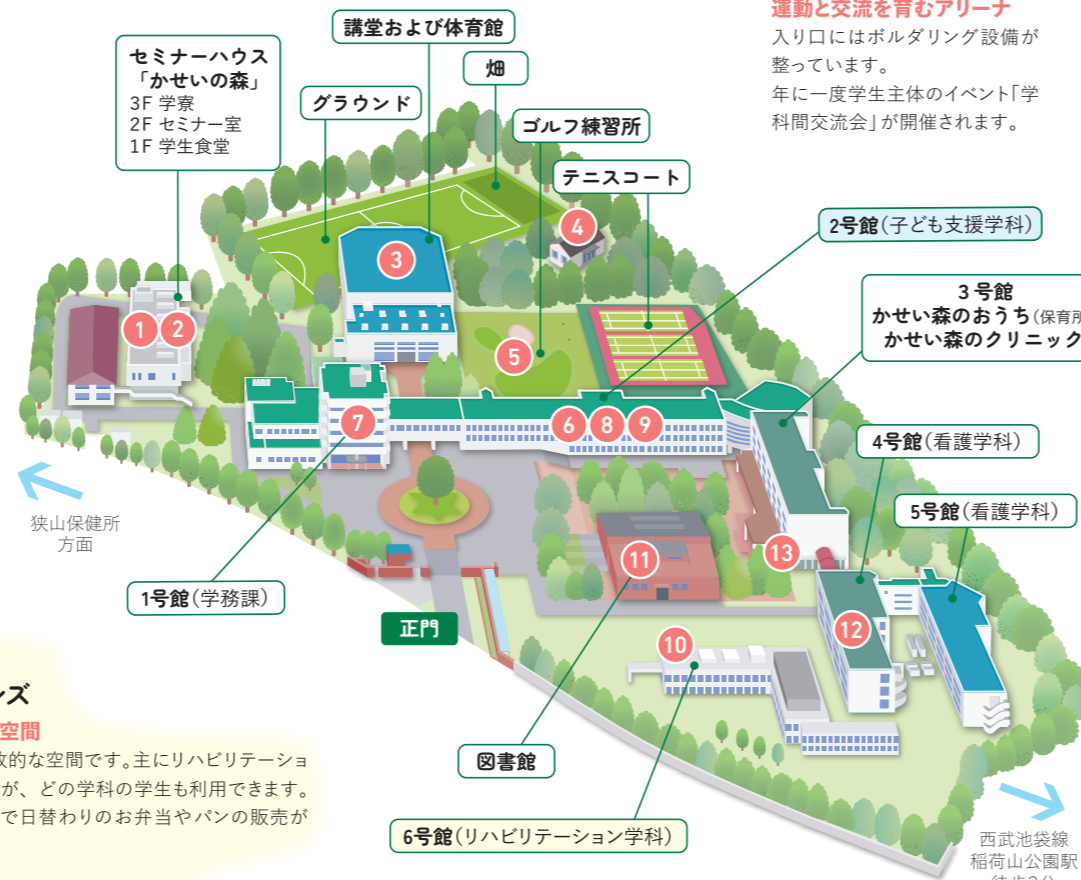 運動と交流を育むアリーナ
入り口にはボルダリング設備が
整っています。
年に一度学生主体のイベント「学
科間交流会」が開催されます。
講堂および体育館
畑
セミナーハウス
「かせいの森」
3F 学寮
2F セミナー室
1F 学生食堂
グラウンド
ゴルフ練習所
テニスコート
2号館(子ども支援学科)
3号館
かせい森のおうち(保育所
かせい森のクリニック
4号館(看護学科)
5号館(看護学科)
1
2
3
4
5
6
8
9
7
11
13
12
10
狭山保健所
方面
1号館(学務課)
正門
図書館
6号館(リハビリテーション学科)
西武池袋線
稲荷山公園駅
ンズ
空間
放的な空間です。主にリハビリテーショ
が、どの学科の学生も利用できます。
で日替わりのお弁当やパンの販売が